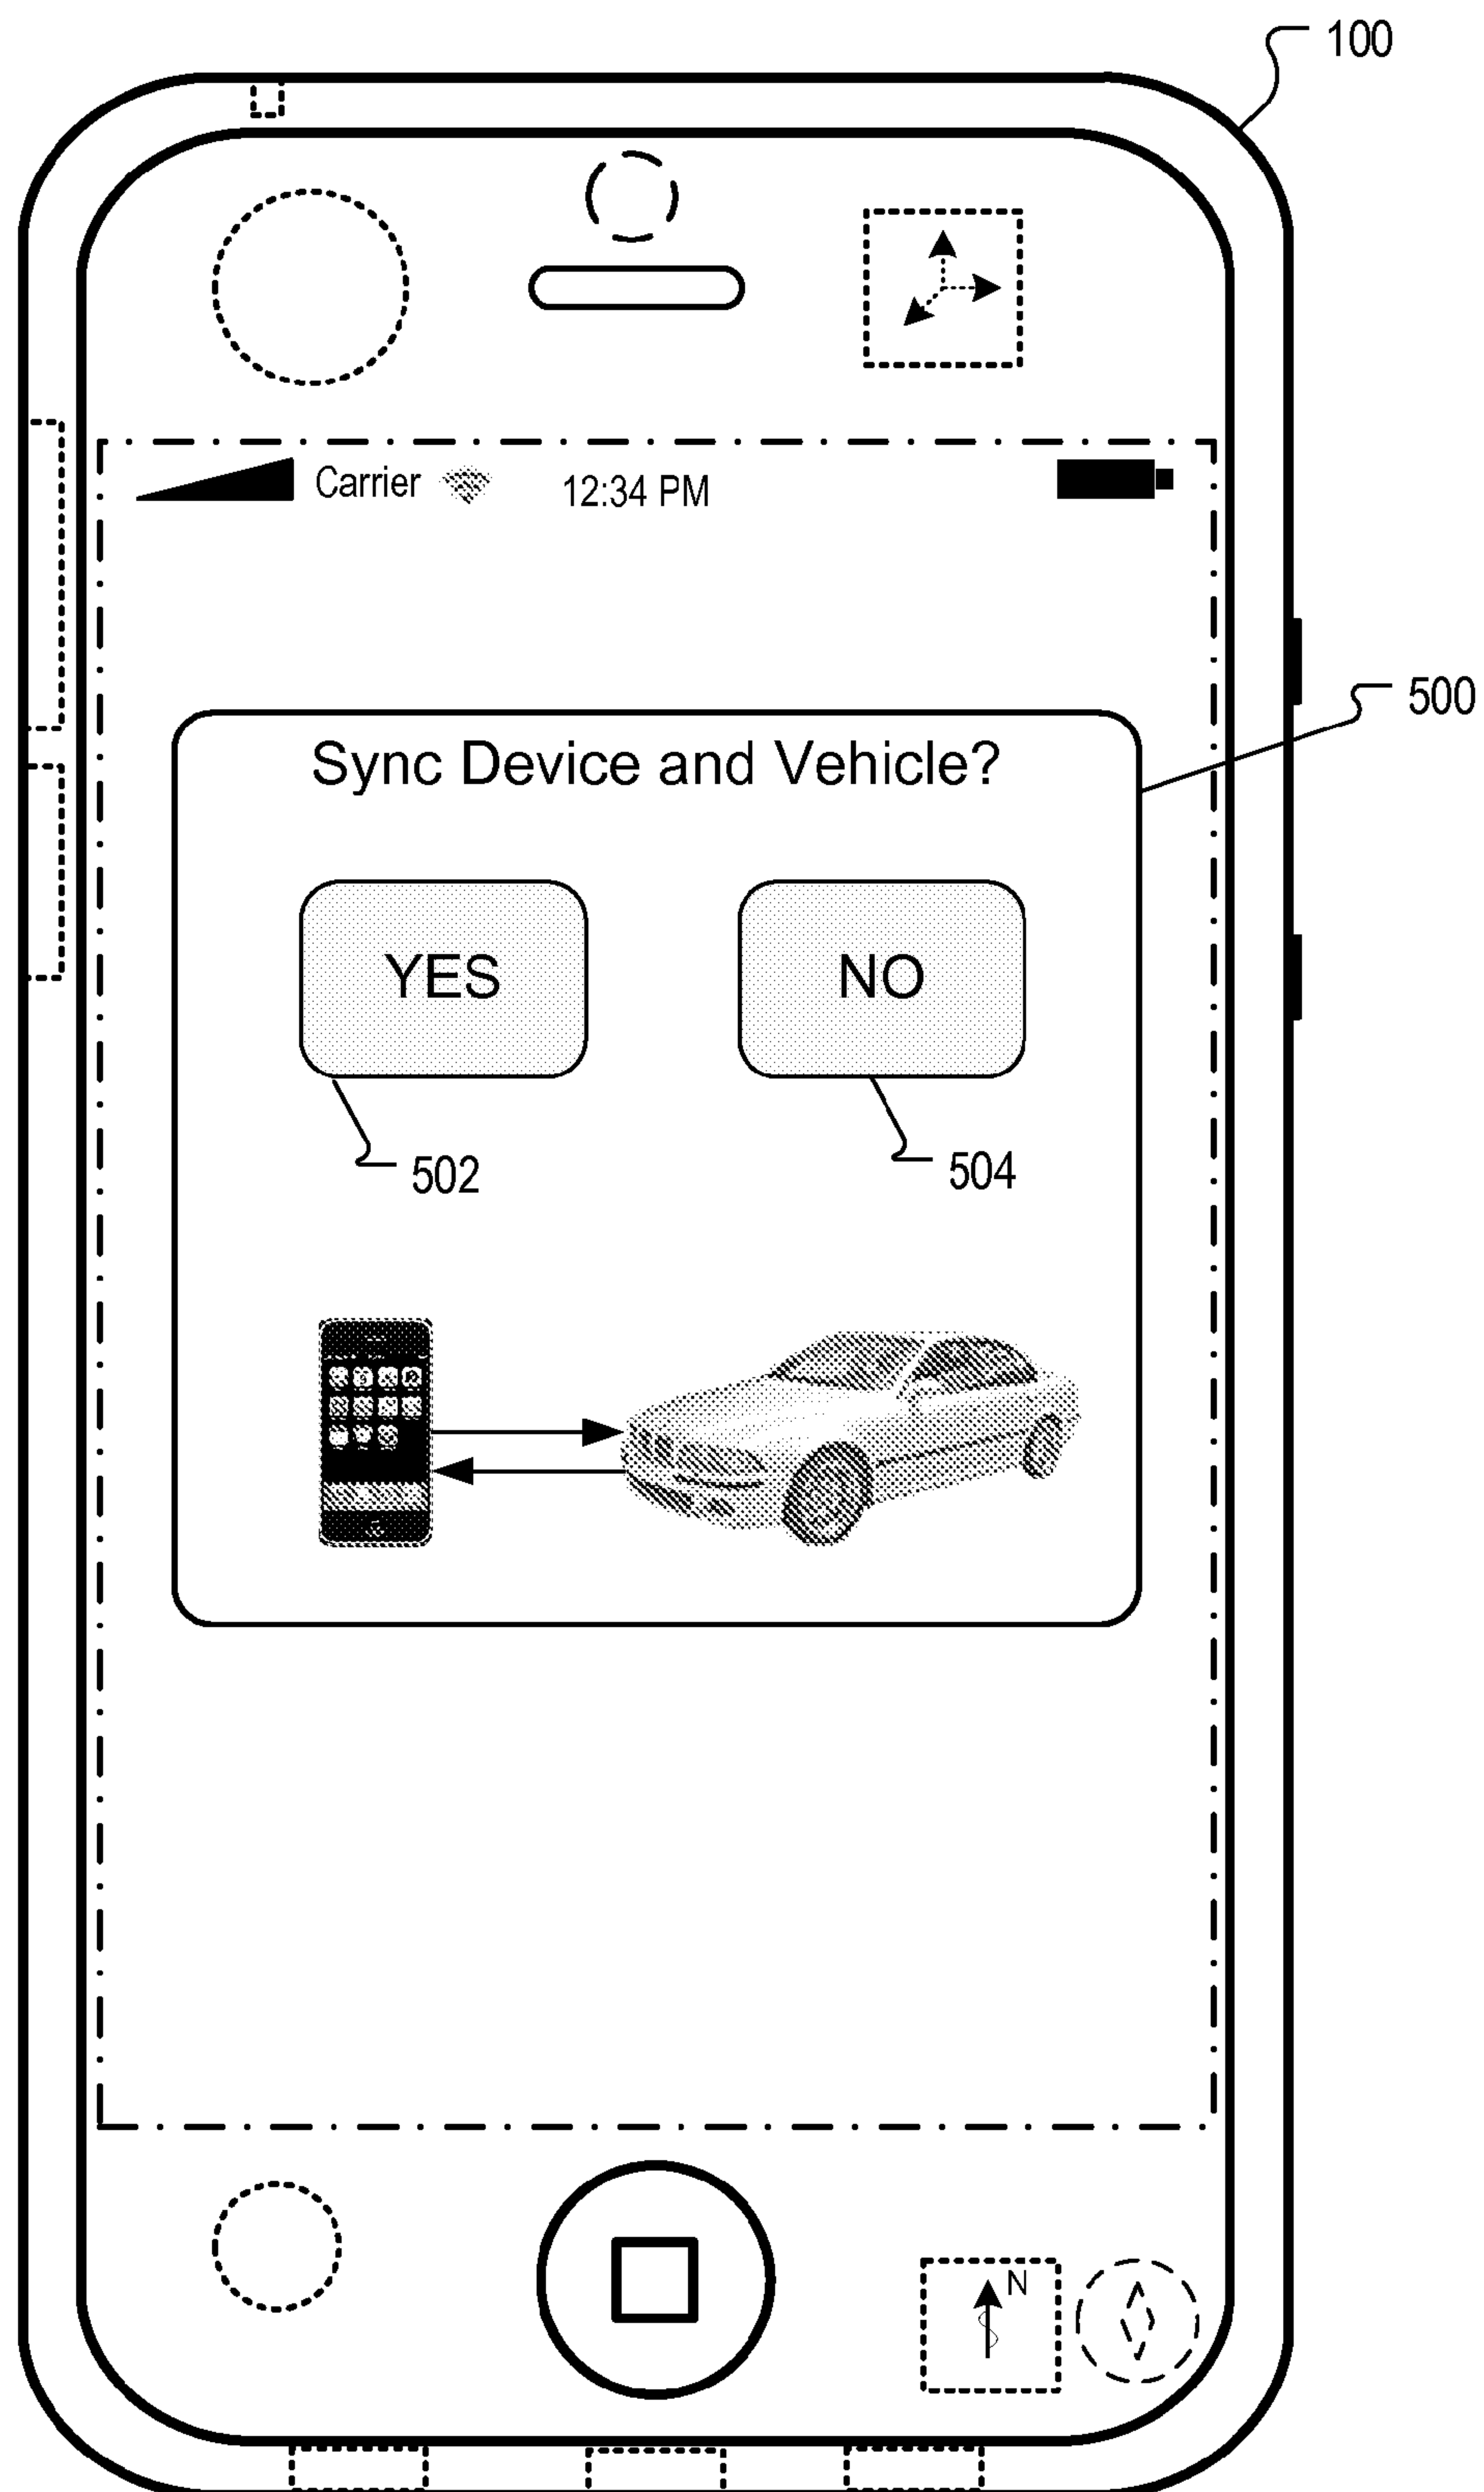 100
Carrier 12:34 PM
500
Sync Device and Vehicle?
YES NO
502 504
N